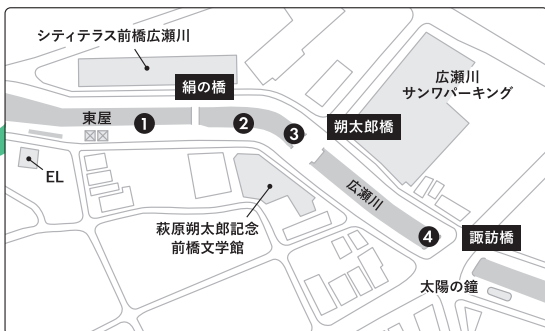 シティテラス前橋広瀬川
絹の橋
広瀬川
サンワパーキング
東屋
1
2
3
朔太郎橋
EL
広瀬川
萩原朔太郎記念
前橋文学館
4
諏訪橋
太陽の鐘